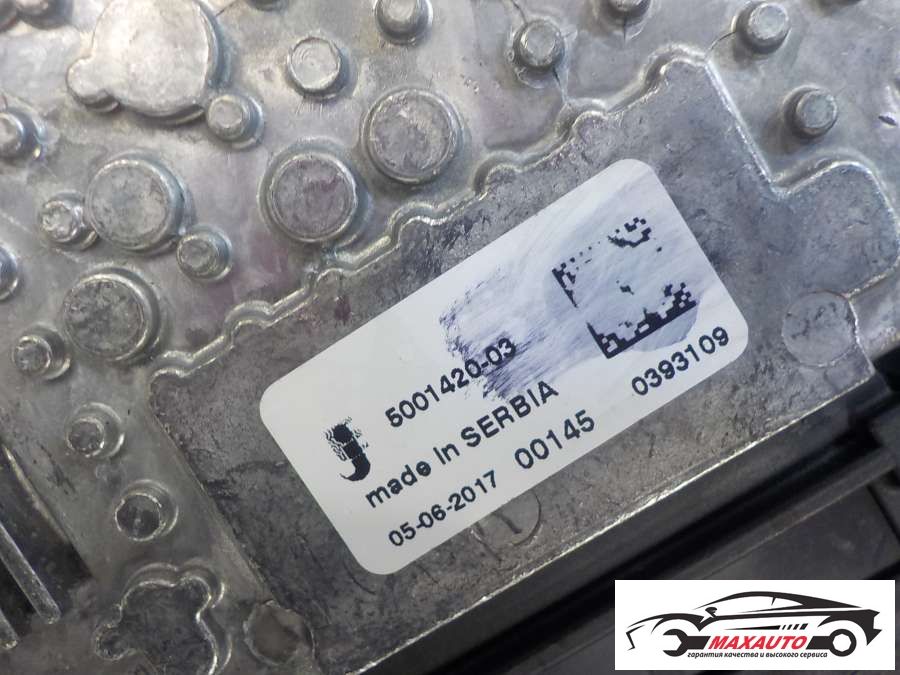 5001420-03
made in SERBIA
05-06-2017 00145 0393109
MAXAUTO
гарантия качества и высокого сервиса